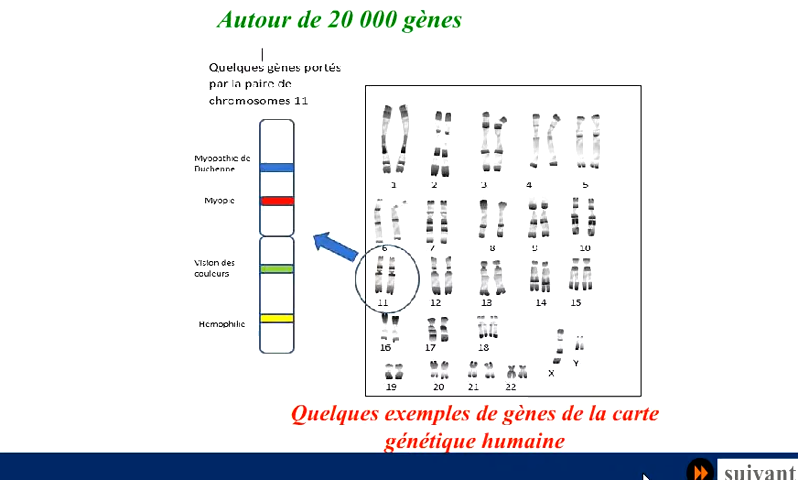 Autour de 20 000 gènes
Quelques gènes portés
par la paire de
chromosomes 11
Myopathie de
Duchenne
Myopie
Vision des
couleurs
Hémophilie
1 2 3 4 5
6 7 8 9 10
11 12 13 14 15
16 17 18
X Y
19 20 21 22
Quelques exemples de gènes de la carte
génétique humaine
suivant